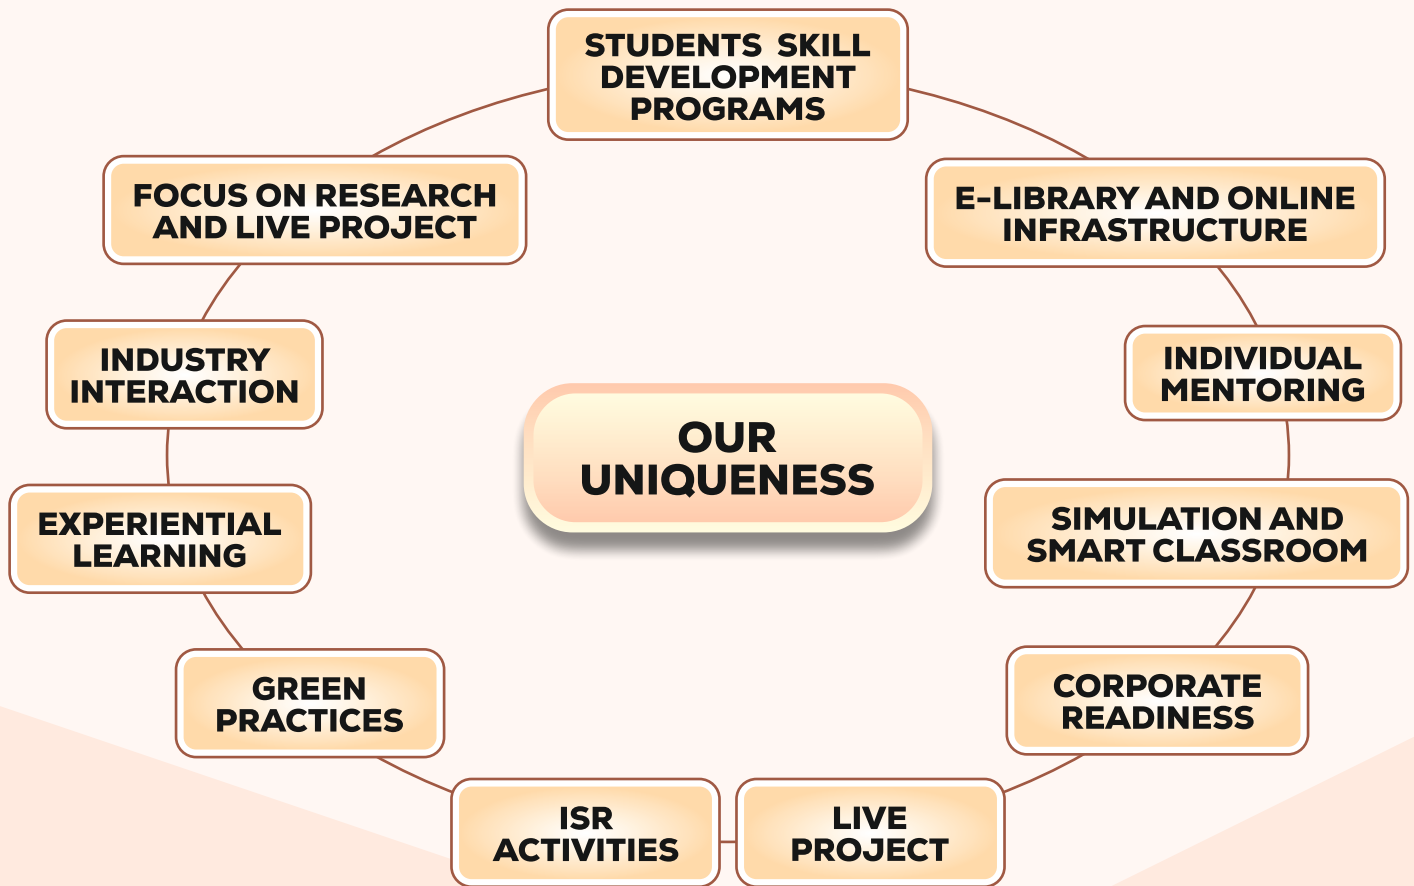 STUDENTS SKILL
DEVELOPMENT
PROGRAMS
FOCUS ON RESEARCH
AND LIVE PROJECT
E-LIBRARY AND ONLINE
INFRASTRUCTURE
INDUSTRY
INTERACTION
INDIVIDUAL
MENTORING
OUR
UNIQUENESS
EXPERIENTIAL
LEARNING
SIMULATION AND
SMART CLASSROOM
GREEN
PRACTICES
CORPORATE
READINESS
ISR
ACTIVITIES
LIVE
PROJECT